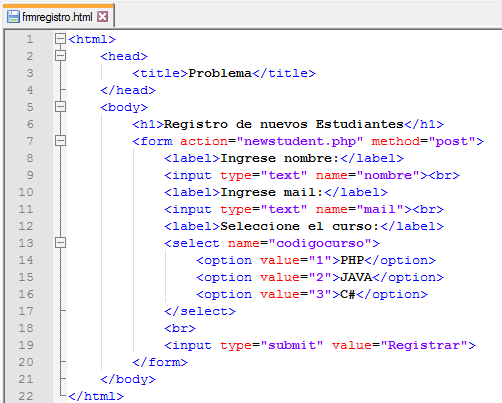 frmregistro.html
1 <html>
2 <head>
3 <title>Problema</title>
4 </head>
5 <body>
6 <h1>Registro de nuevos Estudiantes</h1>
7 <form action="newstudent.php" method="post">
8 <label>Ingrese nombre:</label>
9 <input type="text" name="nombre"><br>
10 <label>Ingrese mail:</label>
11 <input type="text" name="mail"><br>
12 <label>Seleccione el curso:</label>
13 <select name="codigocurso">
14 <option value="1">PHP</option>
15 <option value="2">JAVA</option>
16 <option value="3">C#</option>
17 </select>
18 <br>
19 <input type="submit" value="Registrar">
20 </form>
21 </body>
22 </html>